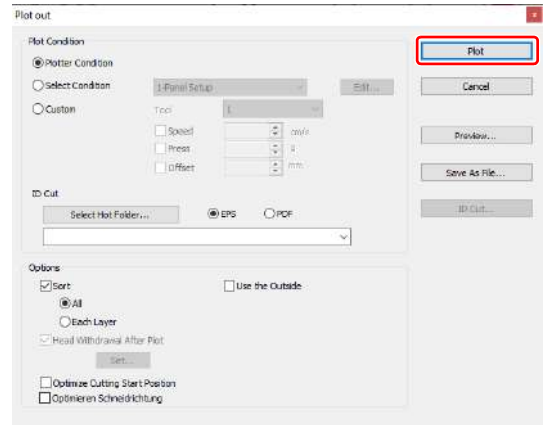 Plot out
Plot Condition
Plotter Condition
Select Condition
1-Panel Setup
Edit...
Custom
Tool
1
Speed
cm/s
Press
g
Offset
mm
ID Cut
Select Hot Folder...
EPS
PDF
Options
Sort
Use the Outside
All
Each Layer
Head Withdrawal After Plot
Set...
Optimize Cutting Start Position
Optimieren Schneidrichtung
Plot
Cancel
Preview...
Save As File...
ID Cut...